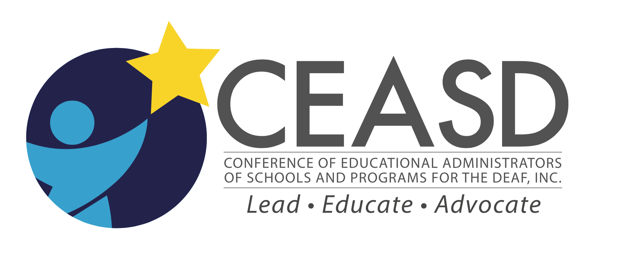 CEASD
CONFERENCE OF EDUCATIONAL ADMINISTRATORS
OF SCHOOLS AND PROGRAMS FOR THE DEAF, INC.
Lead • Educate • Advocate